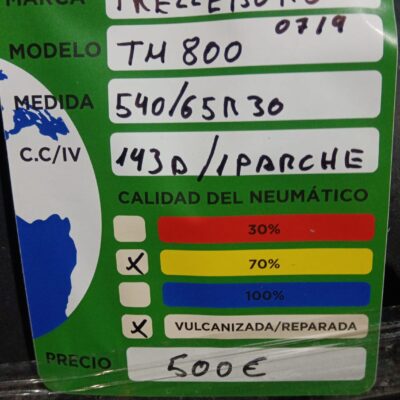 MARCA TRELLEBORG
0719
MODELO TM 800
MEDIDA 540/65R30
C.C/IV 143D/1PARCHE
CALIDAD DEL NEUMÁTICO
30%
X 70%
100%
X VULCANIZADA/REPARADA
PRECIO 500€